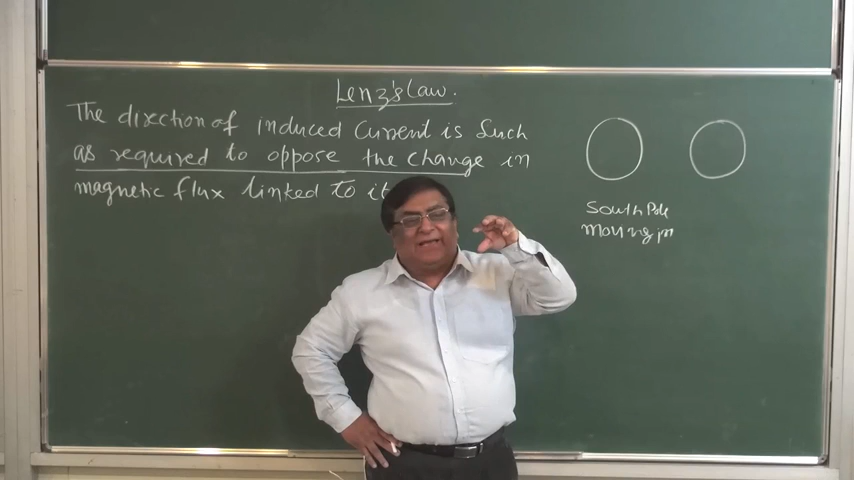 Lenz's Law.
The direction of induced current is such
as required to oppose the change in
magnetic flux linked to it
South Pole
Moving in